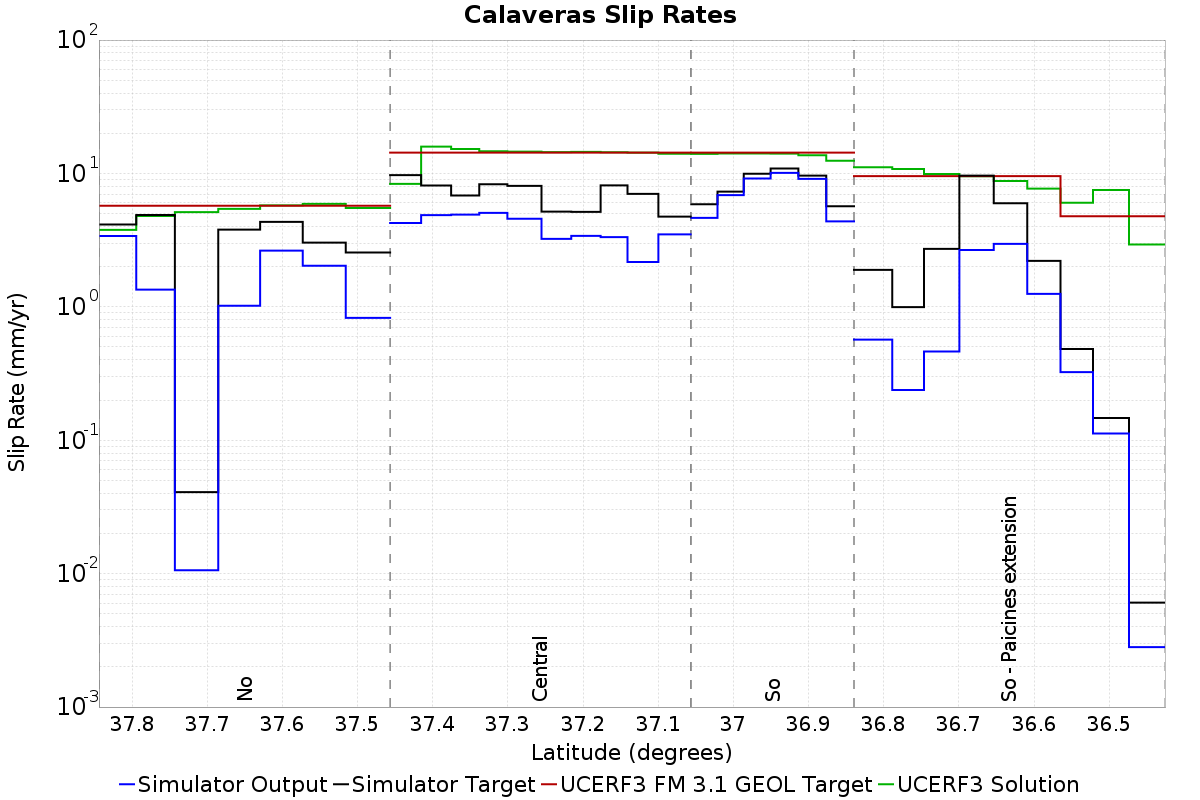 Calaveras Slip Rates
10^2
10^1
10^0
10^-1
10^-2
10^-3
Slip Rate (mm/yr)
No
Central
So
So - Paicines extension
37.8 37.7 37.6 37.5 37.4 37.3 37.2 37.1 37 36.9 36.8 36.7 36.6 36.5
Latitude (degrees)
Simulator Output Simulator Target UCERF3 FM 3.1 GEOL Target UCERF3 Solution